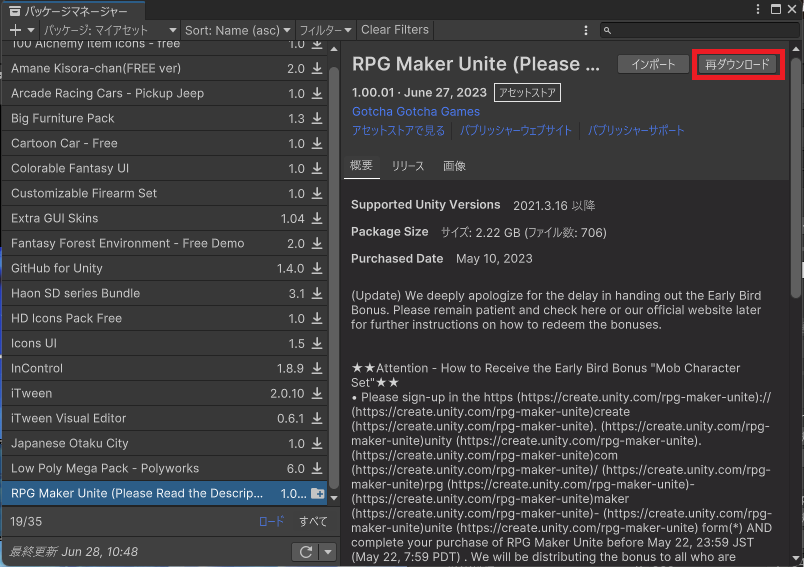 パッケージマネージャー
パッケージ: マイアセット
Sort: Name (asc)
フィルター
Clear Filters
100 Alchemy Item Icons - free 1.0
Amane Kisora-chan(FREE ver) 2.0
Arcade Racing Cars - Pickup Jeep 1.0
Big Furniture Pack 1.3
Cartoon Car - Free 1.0
Colorable Fantasy UI 1.0
Customizable Firearm Set 1.0
Extra GUI Skins 1.04
Fantasy Forest Environment - Free Demo 2.0
GitHub for Unity 1.4.0
Haon SD series Bundle 3.1
HD Icons Pack Free 1.0
Icons UI 1.5
InControl 1.8.9
iTween 2.0.10
iTween Visual Editor 0.6.1
Japanese Otaku City 1.0
Low Poly Mega Pack - Polyworks 6.0
RPG Maker Unite (Please Read the Descrip... 1.0...
19/35 ロード すべて
最終更新 Jun 28, 10:48
RPG Maker Unite (Please ...
インポート
再ダウンロード
1.00.01 · June 27, 2023 アセットストア
Gotcha Gotcha Games
アセットストアで見る パブリッシャーウェブサイト パブリッシャーサポート
概要 リリース 画像
Supported Unity Versions 2021.3.16 以降
Package Size サイズ: 2.22 GB (ファイル数: 706)
Purchased Date May 10, 2023
(Update) We deeply apologize for the delay in handing out the Early Bird
Bonus. Please remain patient and check here or our official website later
for further instructions on how to redeem the bonuses.
★★Attention - How to Receive the Early Bird Bonus "Mob Character
Set"★★
• Please sign-up in the https (https://create.unity.com/rpg-maker-unite)://
(https://create.unity.com/rpg-maker-unite)create
(https://create.unity.com/rpg-maker-unite). (https://create.unity.com/rpg-
maker-unite)unity (https://create.unity.com/rpg-maker-unite).
(https://create.unity.com/rpg-maker-unite)com
(https://create.unity.com/rpg-maker-unite)/ (https://create.unity.com/rpg-
maker-unite)rpg (https://create.unity.com/rpg-maker-unite)-
(https://create.unity.com/rpg-maker-unite)maker
(https://create.unity.com/rpg-maker-unite)- (https://create.unity.com/rpg-
maker-unite)unite (https://create.unity.com/rpg-maker-unite) form(*) AND
complete your purchase of RPG Maker Unite before May 22, 23:59 JST
(May 22, 7:59 PDT) . We will be distributing the bonus to all who are